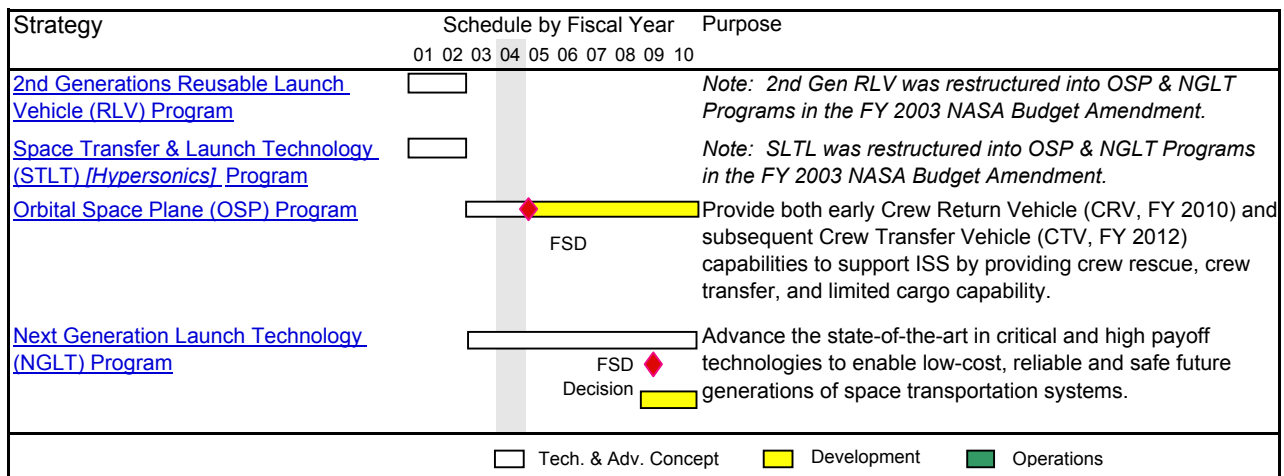 Strategy Schedule by Fiscal Year Purpose
01 02 03 04 05 06 07 08 09 10
2nd Generations Reusable Launch
Vehicle (RLV) Program
Note: 2nd Gen RLV was restructured into OSP & NGLT
Programs in the FY 2003 NASA Budget Amendment.
Space Transfer & Launch Technology
(STLT) [Hypersonics] Program
Note: SLTL was restructured into OSP & NGLT Programs
in the FY 2003 NASA Budget Amendment.
Orbital Space Plane (OSP) Program
FSD
Provide both early Crew Return Vehicle (CRV, FY 2010) and
subsequent Crew Transfer Vehicle (CTV, FY 2012)
capabilities to support ISS by providing crew rescue, crew
transfer, and limited cargo capability.
Next Generation Launch Technology
(NGLT) Program
FSD
Decision
Advance the state-of-the-art in critical and high payoff
technologies to enable low-cost, reliable and safe future
generations of space transportation systems.
Tech. & Adv. Concept Development Operations